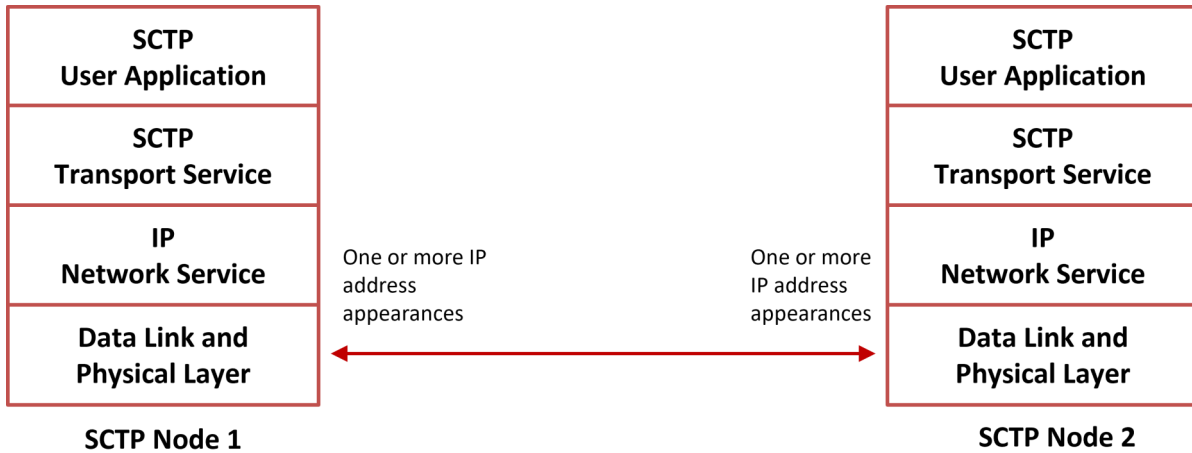 SCTP
User Application
SCTP
Transport Service
IP
Network Service
Data Link and
Physical Layer
SCTP Node 1
One or more IP
address
appearances
One or more
IP address
appearances
SCTP
User Application
SCTP
Transport Service
IP
Network Service
Data Link and
Physical Layer
SCTP Node 2